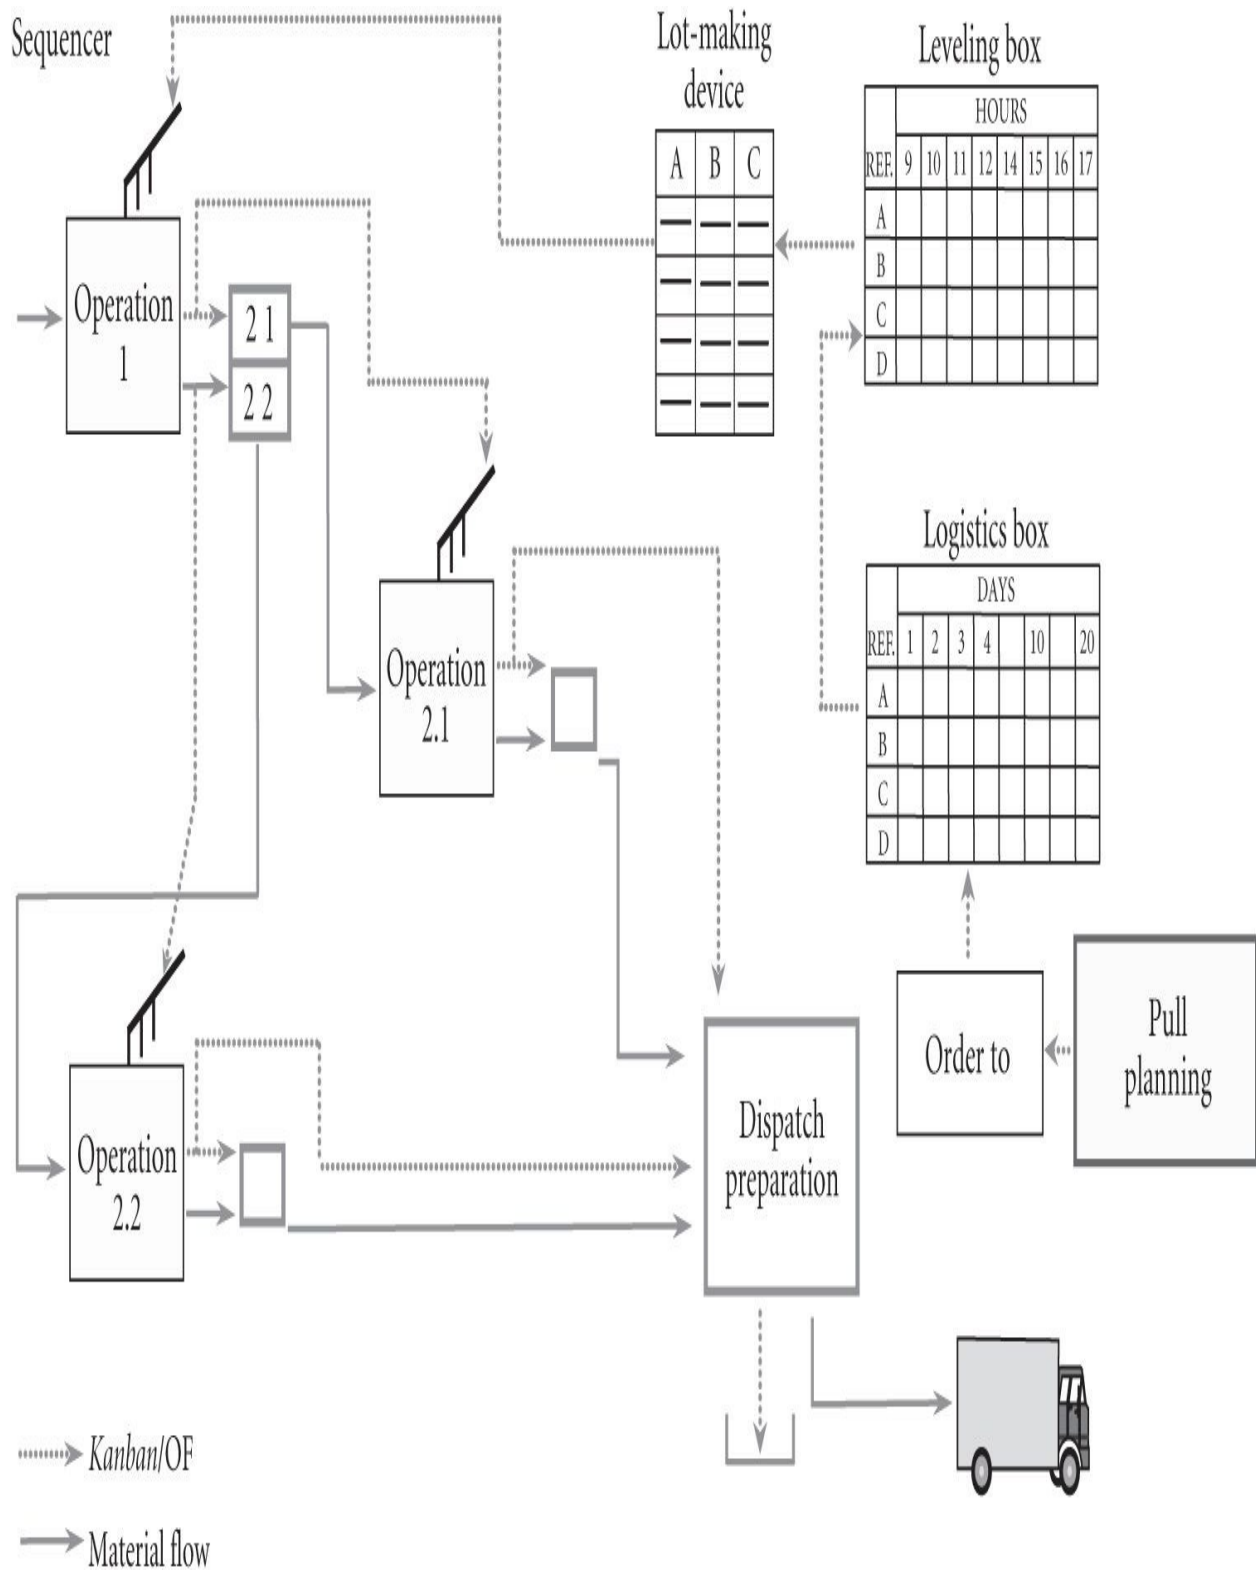 Sequencer
Lot-making
device
Leveling box
A B C
HOURS
REF. 9 10 11 12 14 15 16 17
A
B
C
D
Operation
1
2 1
2 2
Logistics box
DAYS
REF. 1 2 3 4 10 20
A
B
C
D
Operation
2.1
Order to
Pull
planning
Dispatch
preparation
Operation
2.2
Kanban/OF
Material flow